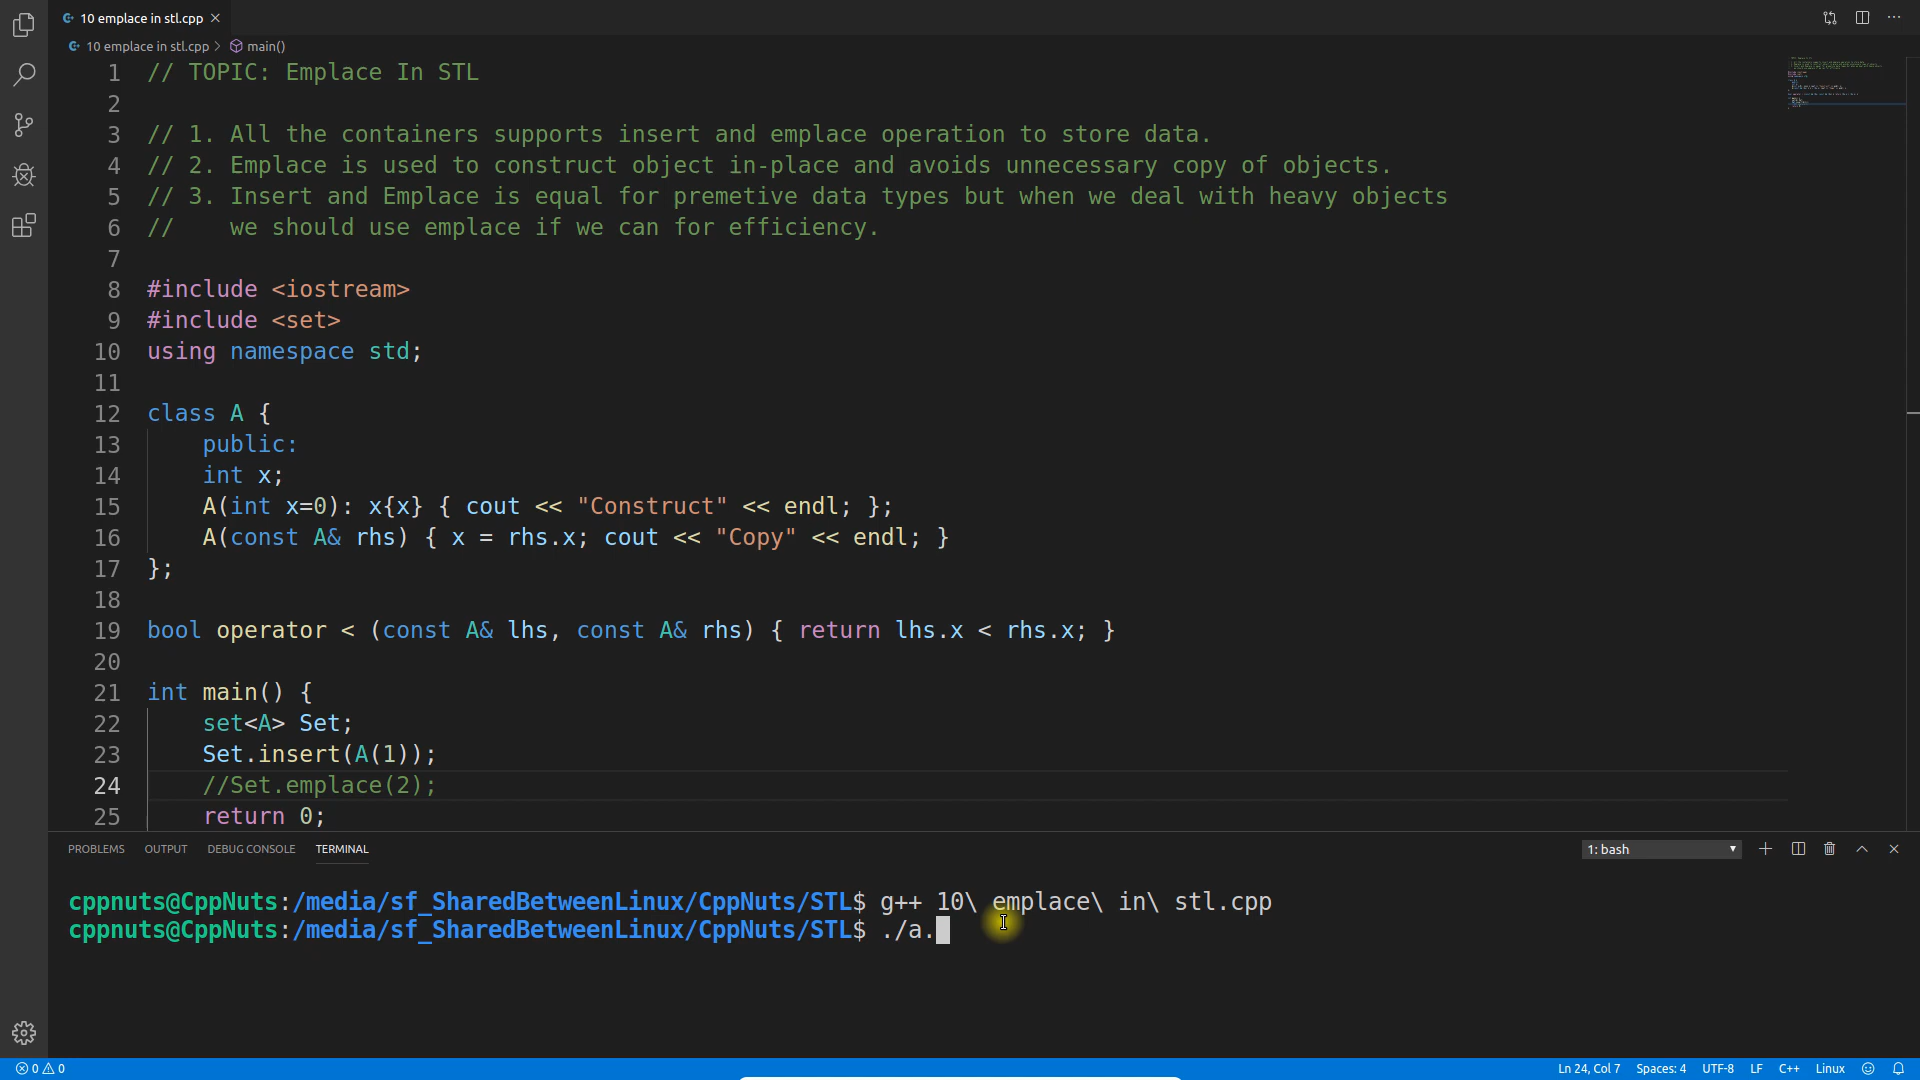 10 emplace in stl.cpp
10 emplace in stl.cpp > main()
1 // TOPIC: Emplace In STL
2
3 // 1. All the containers supports insert and emplace operation to store data.
4 // 2. Emplace is used to construct object in-place and avoids unnecessary copy of objects.
5 // 3. Insert and Emplace is equal for premetive data types but when we deal with heavy objects
6 //    we should use emplace if we can for efficiency.
7
8 #include <iostream>
9 #include <set>
10 using namespace std;
11
12 class A {
13     public:
14     int x;
15     A(int x=0): x{x} { cout << "Construct" << endl; };
16     A(const A& rhs) { x = rhs.x; cout << "Copy" << endl; }
17 };
18
19 bool operator < (const A& lhs, const A& rhs) { return lhs.x < rhs.x; }
20
21 int main() {
22     set<A> Set;
23     Set.insert(A(1));
24     //Set.emplace(2);
25     return 0;
PROBLEMS OUTPUT DEBUG CONSOLE TERMINAL 1: bash
cppnuts@CppNuts:/media/sf_SharedBetweenLinux/CppNuts/STL$ g++ 10\ emplace\ in\ stl.cpp
cppnuts@CppNuts:/media/sf_SharedBetweenLinux/CppNuts/STL$ ./a.
0 0 Ln 24, Col 7 Spaces: 4 UTF-8 LF C++ Linux